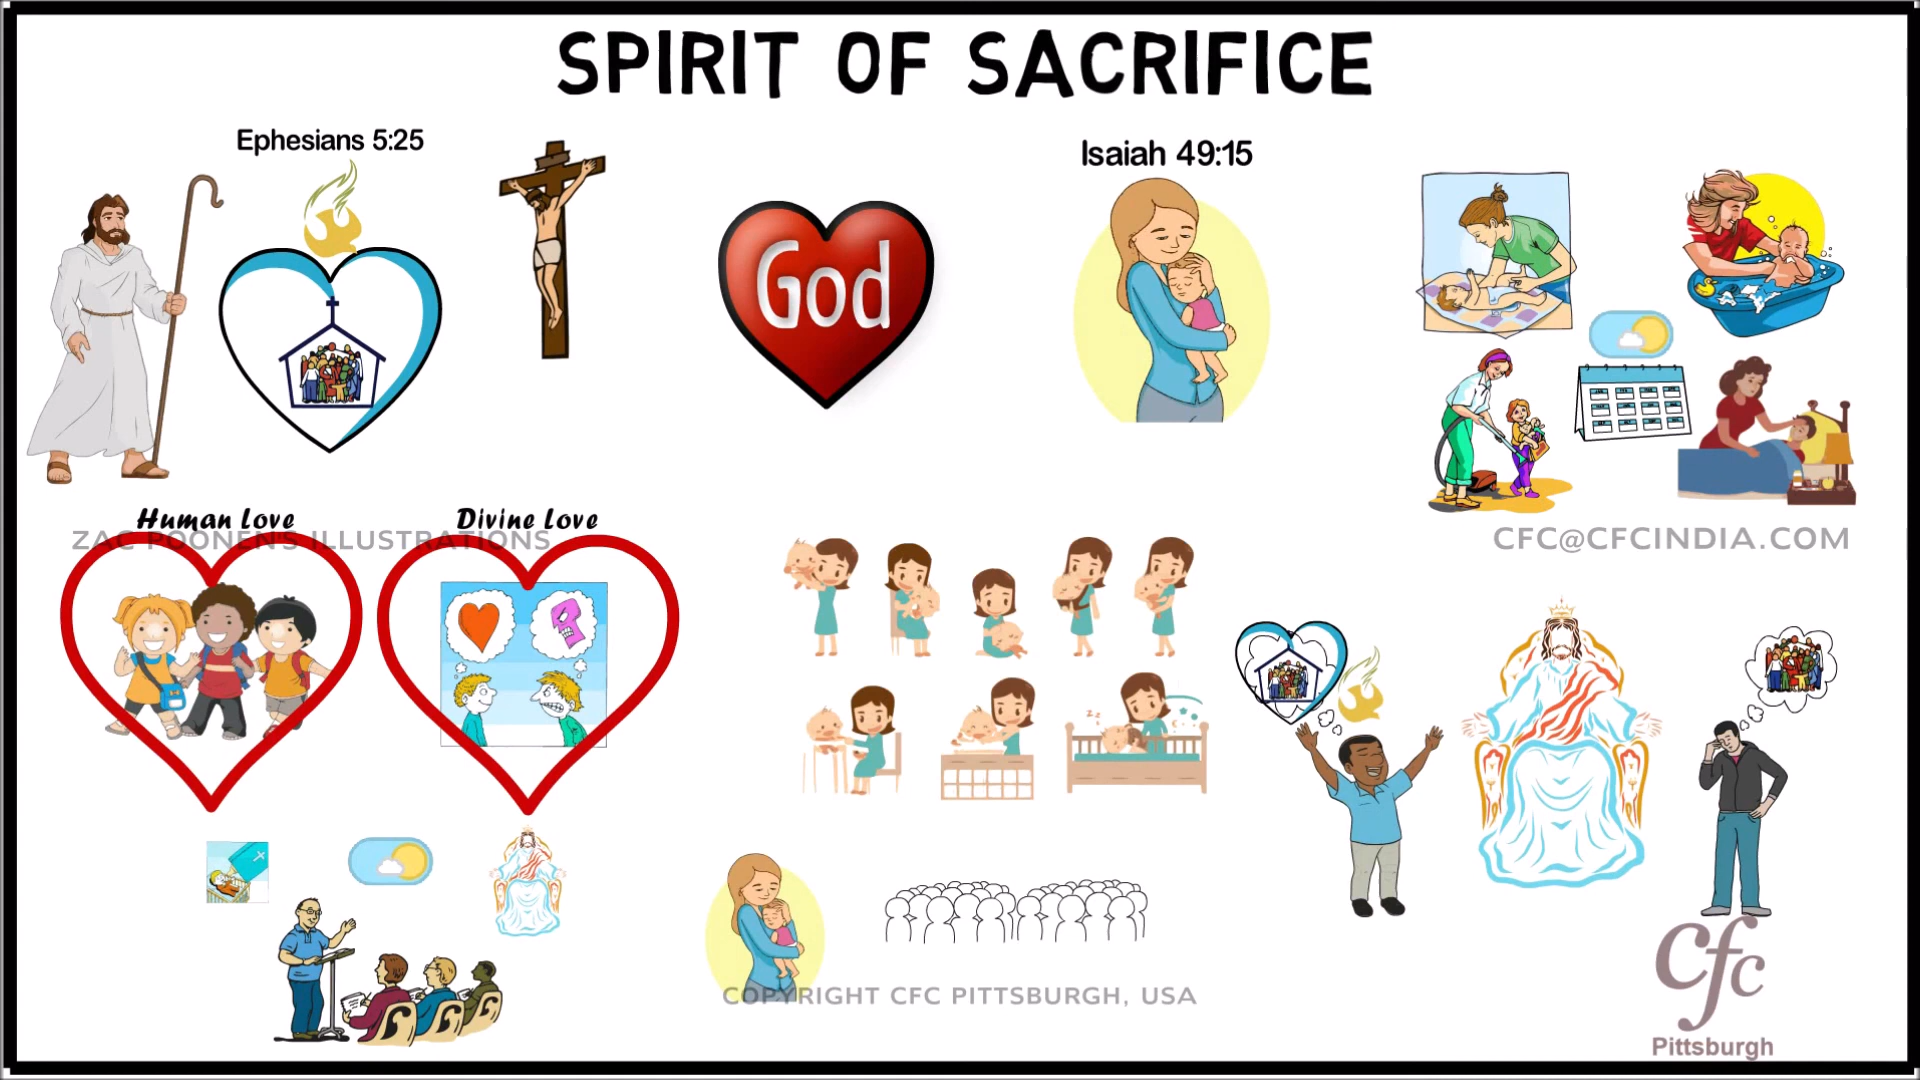 SPIRIT OF SACRIFICE
Ephesians 5:25
Isaiah 49:15
God
Human Love
Divine Love
ZAC POONEN'S ILLUSTRATIONS
CFC@CFCINDIA.COM
COPYRIGHT CFC PITTSBURGH, USA
cfc
Pittsburgh